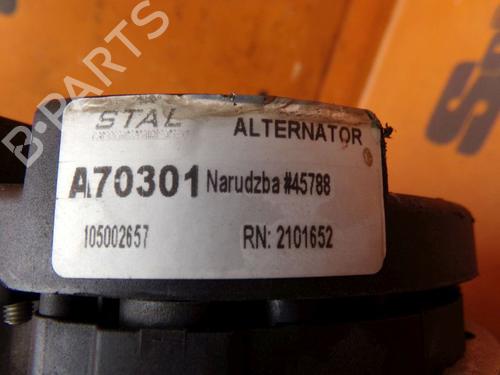 B-PARTS
STAL
ALTERNATOR
A70301 Narudzba #45788
105002657 RN: 2101652